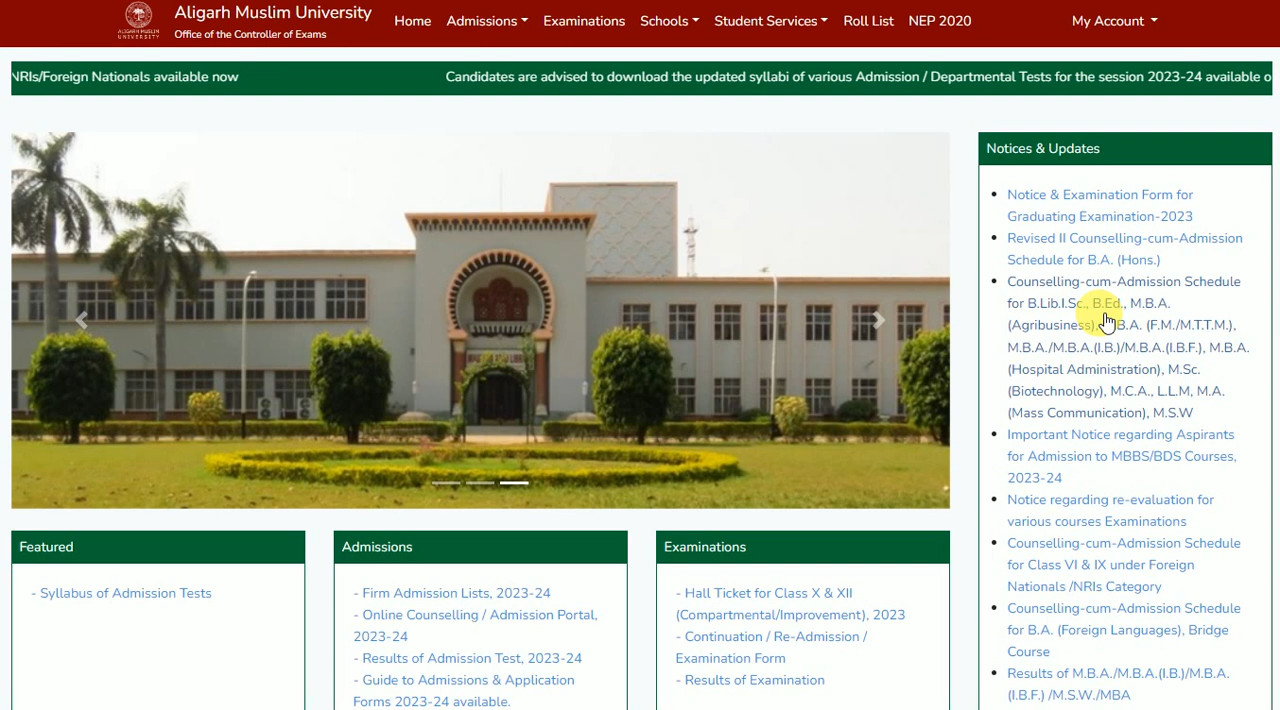 Aligarh Muslim University
Office of the Controller of Exams
ALIGARH MUSLIM
UNIVERSITY
Home Admissions Examinations Schools Student Services Roll List NEP 2020 My Account
NRIs/Foreign Nationals available now Candidates are advised to download the updated syllabi of various Admission / Departmental Tests for the session 2023-24 available o
Notices & Updates
Notice & Examination Form for
Graduating Examination-2023
Revised II Counselling-cum-Admission
Schedule for B.A. (Hons.)
Counselling-cum-Admission Schedule
for B.Lib.I.Sc., B.Ed., M.B.A.
(Agribusiness), M.B.A. (F.M./M.T.T.M.),
M.B.A./M.B.A.(I.B.)/M.B.A.(I.B.F.), M.B.A.
(Hospital Administration), M.Sc.
(Biotechnology), M.C.A., L.L.M, M.A.
(Mass Communication), M.S.W
Important Notice regarding Aspirants
for Admission to MBBS/BDS Courses,
2023-24
Notice regarding re-evaluation for
various courses Examinations
Counselling-cum-Admission Schedule
for Class VI & IX under Foreign
Nationals /NRIs Category
Counselling-cum-Admission Schedule
for B.A. (Foreign Languages), Bridge
Course
Results of M.B.A./M.B.A.(I.B.)/M.B.A.
(I.B.F.) /M.S.W./MBA
Featured
- Syllabus of Admission Tests
Admissions
- Firm Admission Lists, 2023-24
- Online Counselling / Admission Portal,
2023-24
- Results of Admission Test, 2023-24
- Guide to Admissions & Application
Forms 2023-24 available.
Examinations
- Hall Ticket for Class X & XII
(Compartmental/Improvement), 2023
- Continuation / Re-Admission /
Examination Form
- Results of Examination